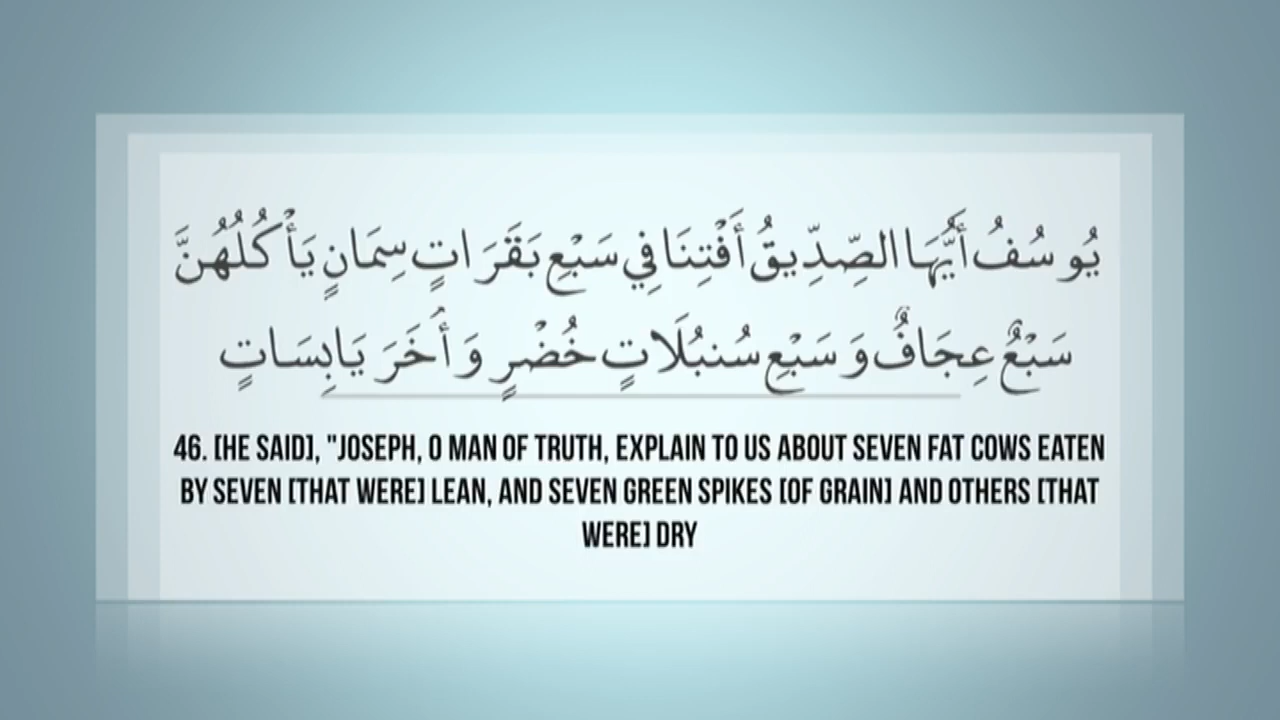 يُوسُفُ أَيُّهَا الصِّدِّيقُ أَفْتِنَا فِي سَبْعِ بَقَرَاتٍ سِمَانٍ يَأْكُلُهُنَّ
سَبْعٌ عِجَافٌ وَسَبْعِ سُنبُلَاتٍ خُضْرٍ وَأُخَرَ يَابِسَاتٍ
46. [HE SAID], "JOSEPH, O MAN OF TRUTH, EXPLAIN TO US ABOUT SEVEN FAT COWS EATEN
BY SEVEN [THAT WERE] LEAN, AND SEVEN GREEN SPIKES [OF GRAIN] AND OTHERS [THAT
WERE] DRY